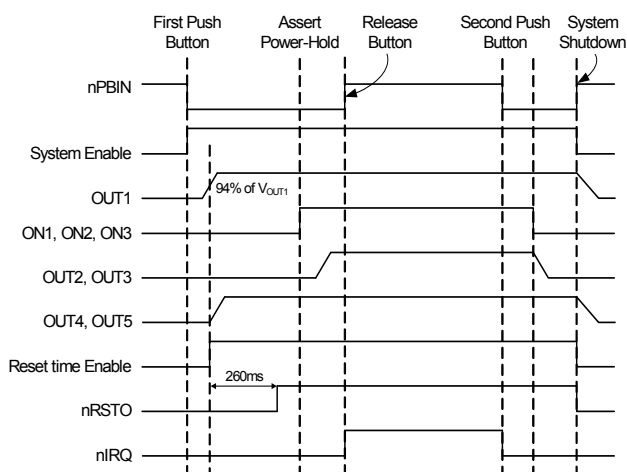 First Push
Button
Assert
Power-Hold
Release
Button
Second Push
Button
System
Shutdown
nPBIN
System Enable
94% of VOUT1
OUT1
ON1, ON2, ON3
OUT2, OUT3
OUT4, OUT5
Reset time Enable
260ms
nRSTO
nIRQ